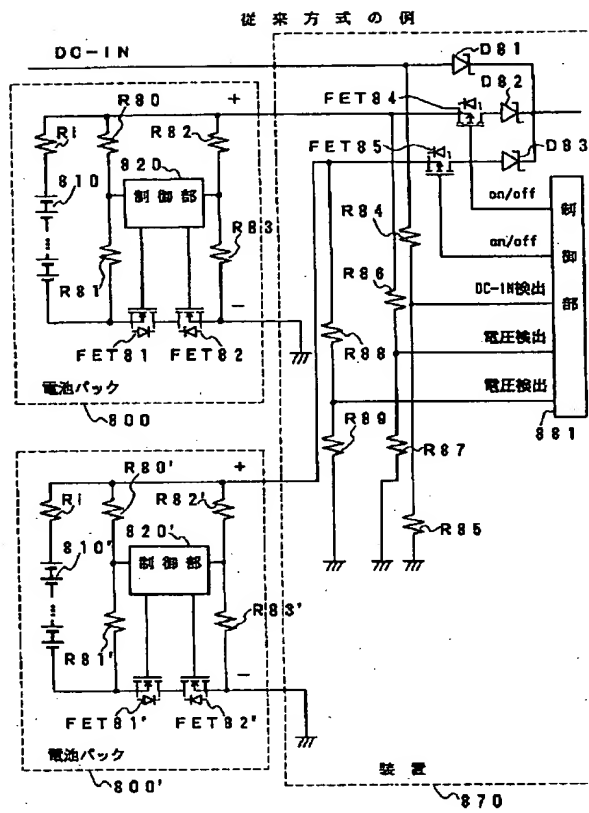 従来方式の例
DC-IN
D81
R80
+
FET84
D82
Ri
R82
FET85
D83
820
810
制御部
on/off
制御部
R83
R84
on/off
R86
DC-IN検出
R81
−
電圧検出
FET81
FET82
R88
電圧検出
電池パック
800
R89
881
R80'
+
R87
Ri
R82'
820'
R85
810'
制御部
R83'
R81'
−
FET81'
FET82'
電池パック
装置
800'
870